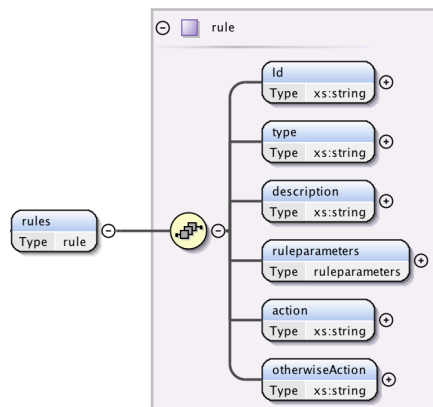 rule
Id
Type xs:string
type
Type xs:string
description
Type xs:string
rules
Type rule
ruleparameters
Type ruleparameters
action
Type xs:string
otherwiseAction
Type xs:string